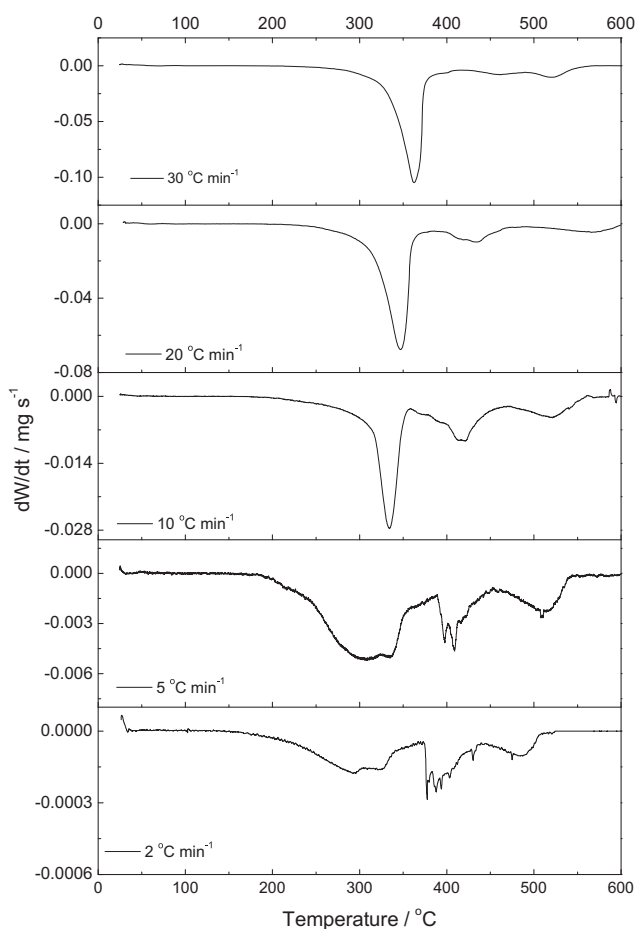 0 100 200 300 400 500 600
0.00
-0.05
-0.10
30 °C min⁻¹
0.00
-0.04
-0.08
20 °C min⁻¹
0.000
-0.014
-0.028
10 °C min⁻¹
dW/dt / mg s⁻¹
0.000
-0.003
-0.006
5 °C min⁻¹
0.0000
-0.0003
-0.0006
2 °C min⁻¹
0 100 200 300 400 500 600
Temperature / °C